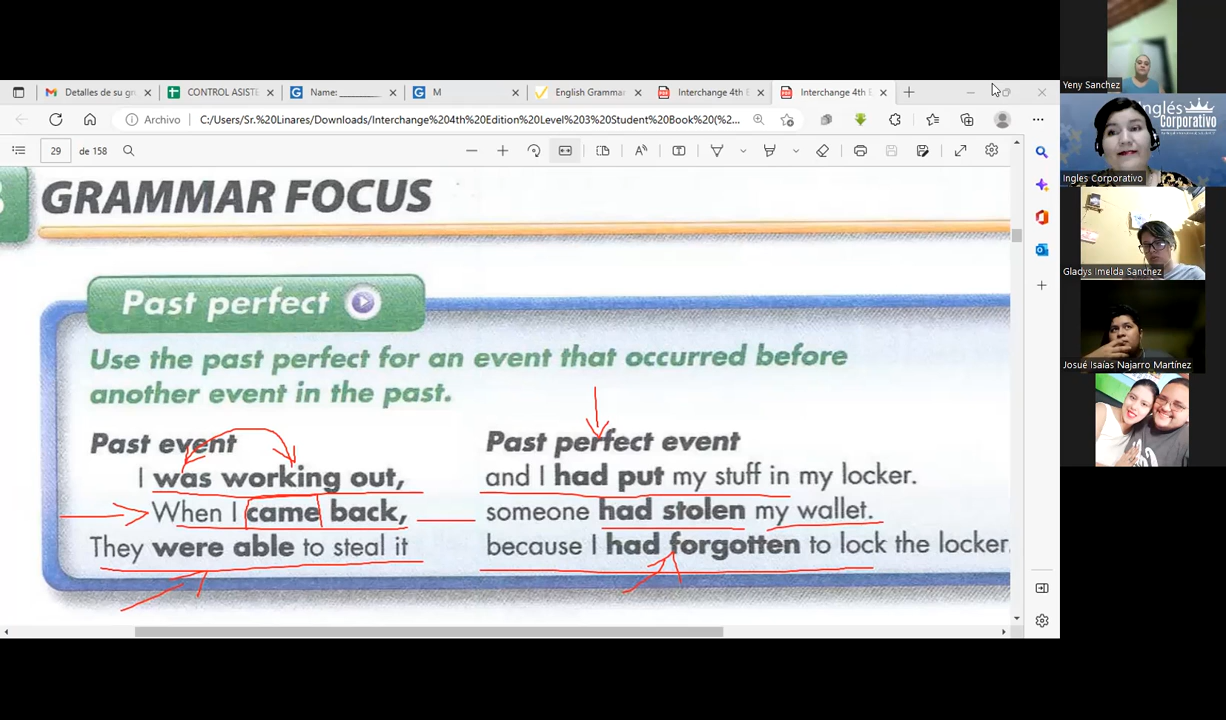 Detalles de su gr
CONTROL ASISTE
Name: ________
M
English Grammar
Interchange 4th E
Interchange 4th E
Archivo
C:/Users/Sr.%20Linares/Downloads/Interchange%204th%20Edition%20Level%203%20Student%20Book%20(%2...
29
de 158
GRAMMAR FOCUS
Past perfect
Use the past perfect for an event that occurred before
another event in the past.
Past event
Past perfect event
I was working out,
and I had put my stuff in my locker.
When I came back,
someone had stolen my wallet.
They were able to steal it
because I had forgotten to lock the locker.
Yeny Sanchez
Inglés
Corporativo
Ingles Corporativo
Gladys Imelda Sanchez
Josué Isaías Najarro Martínez